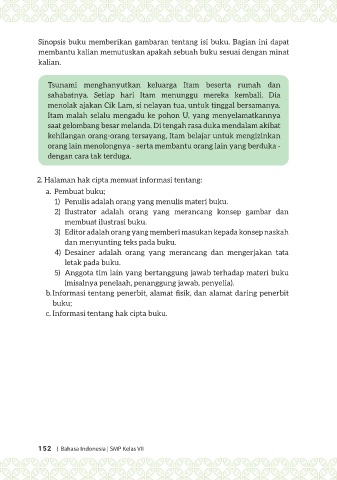 Sinopsis buku memberikan gambaran tentang isi buku. Bagian ini dapat
membantu kalian memutuskan apakah sebuah buku sesuai dengan minat
kalian.
Tsunami menghanyutkan keluarga Itam beserta rumah dan
sahabatnya. Setiap hari Itam menunggu mereka kembali. Dia
menolak ajakan Cik Lam, si nelayan tua, untuk tinggal bersamanya.
Itam malah selalu mengadu ke pohon U, yang menyelamatkannya
saat gelombang besar melanda. Di tengah rasa duka mendalam akibat
kehilangan orang-orang tersayang, Itam belajar untuk mengizinkan
orang lain menolongnya - serta membantu orang lain yang berduka -
dengan cara tak terduga.
2. Halaman hak cipta memuat informasi tentang:
a. Pembuat buku;
1) Penulis adalah orang yang menulis materi buku.
2) Ilustrator adalah orang yang merancang konsep gambar dan
membuat ilustrasi buku.
3) Editor adalah orang yang memberi masukan kepada konsep naskah
dan menyunting teks pada buku.
4) Desainer adalah orang yang merancang dan mengerjakan tata
letak pada buku.
5) Anggota tim lain yang bertanggung jawab terhadap materi buku
(misalnya penelaah, penanggung jawab, penyelia).
b. Informasi tentang penerbit, alamat fisik, dan alamat daring penerbit
buku;
c. Informasi tentang hak cipta buku.
152 | Bahasa Indonesia | SMP Kelas VII